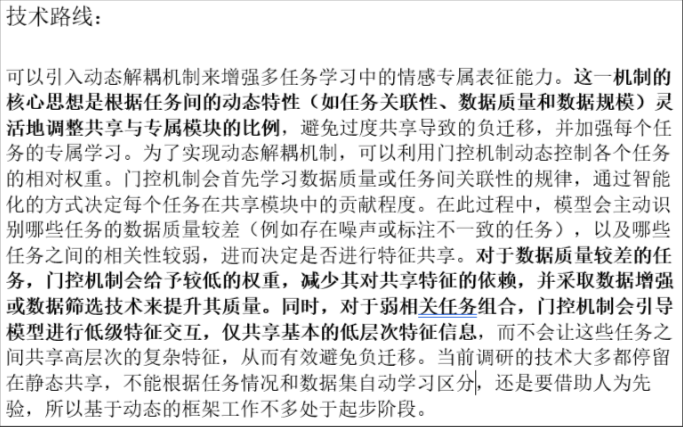 技术路线：
可以引入动态解耦机制来增强多任务学习中的情感专属表征能力。这一机制的
核心思想是根据任务间的动态特性（如任务关联性、数据质量和数据规模）灵
活地调整共享与专属模块的比例，避免过度共享导致的负迁移，并加强每个任
务的专属学习。为了实现动态解耦机制，可以利用门控机制动态控制各个任务
的相对权重。门控机制会首先学习数据质量或任务间关联性的规律，通过智能
化的方式决定每个任务在共享模块中的贡献程度。在此过程中，模型会主动识
别哪些任务的数据质量较差（例如存在噪声或标注不一致的任务），以及哪些
任务之间的相关性较弱，进而决定是否进行特征共享。对于数据质量较差的任
务，门控机制会给予较低的权重，减少其对共享特征的依赖，并采取数据增强
或数据筛选技术来提升其质量。同时，对于弱相关任务组合，门控机制会引导
模型进行低级特征交互，仅共享基本的低层次特征信息，而不会让这些任务之
间共享高层次的复杂特征，从而有效避免负迁移。当前调研的技术大多都停留
在静态共享，不能根据任务情况和数据集自动学习区分，还是要借助人为先
验，所以基于动态的框架工作不多处于起步阶段。